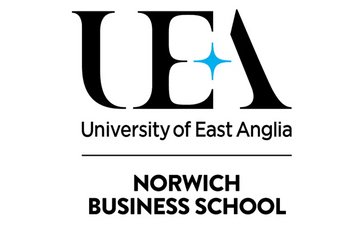 UEA
University of East Anglia
NORWICH
BUSINESS SCHOOL